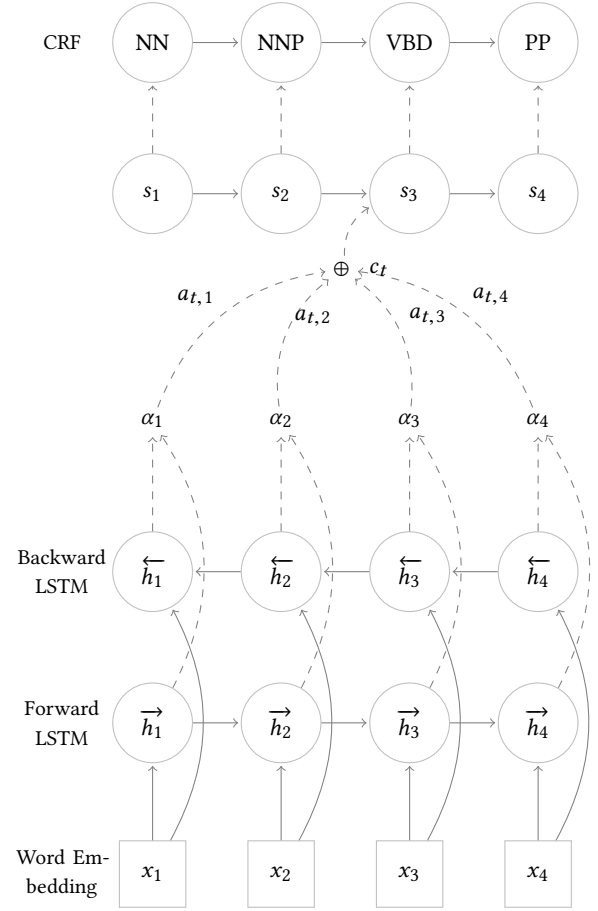 CRF NN NNP VBD PP
s₁ s₂ s₃ s₄
⊕ cₜ
aₜ,₁ aₜ,₂ aₜ,₃ aₜ,₄
α₁ α₂ α₃ α₄
Backward
LSTM
←h₁ ←h₂ ←h₃ ←h₄
Forward
LSTM
→h₁ →h₂ →h₃ →h₄
Word Em-
bedding
x₁ x₂ x₃ x₄